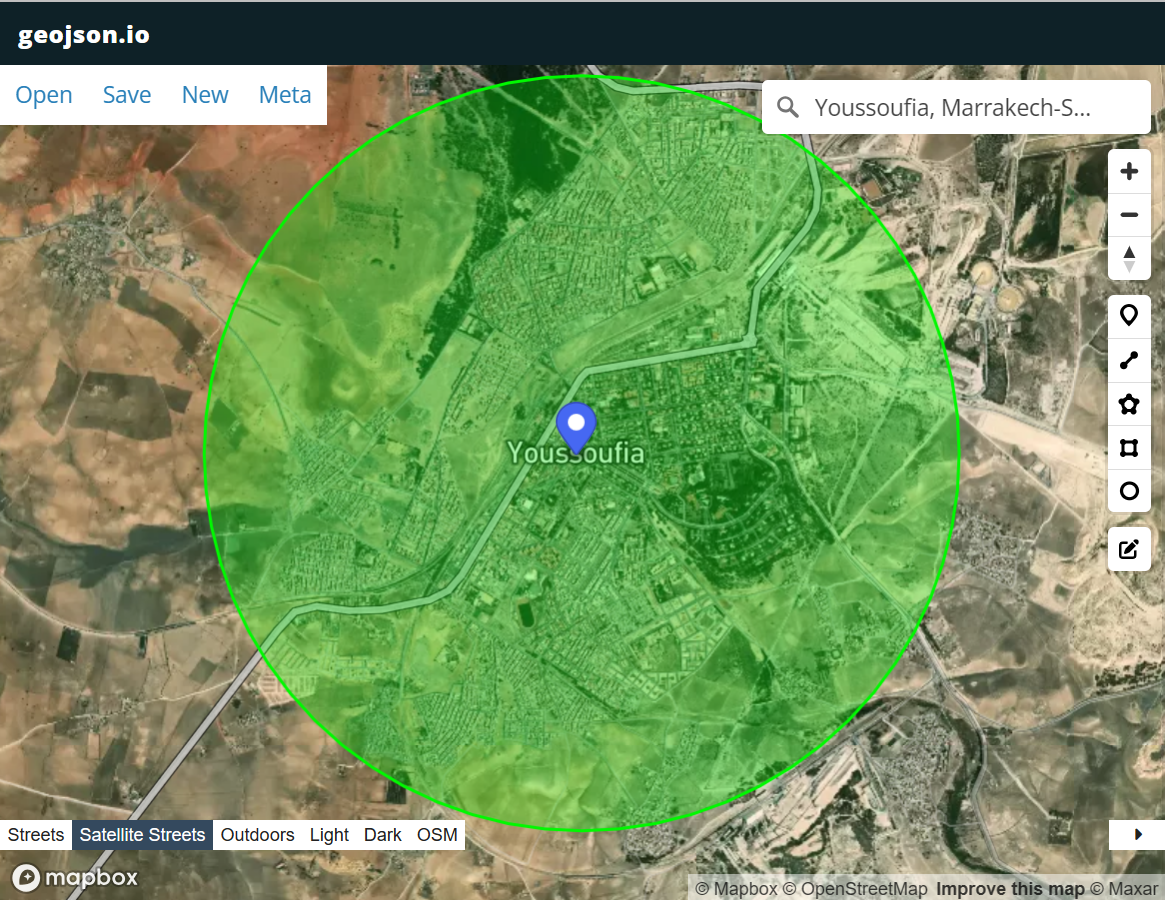 geojson.io
Open Save New Meta
Youssoufia, Marrakech-S...
Youssoufia
Streets Satellite Streets Outdoors Light Dark OSM
mapbox
© Mapbox © OpenStreetMap Improve this map © Maxar